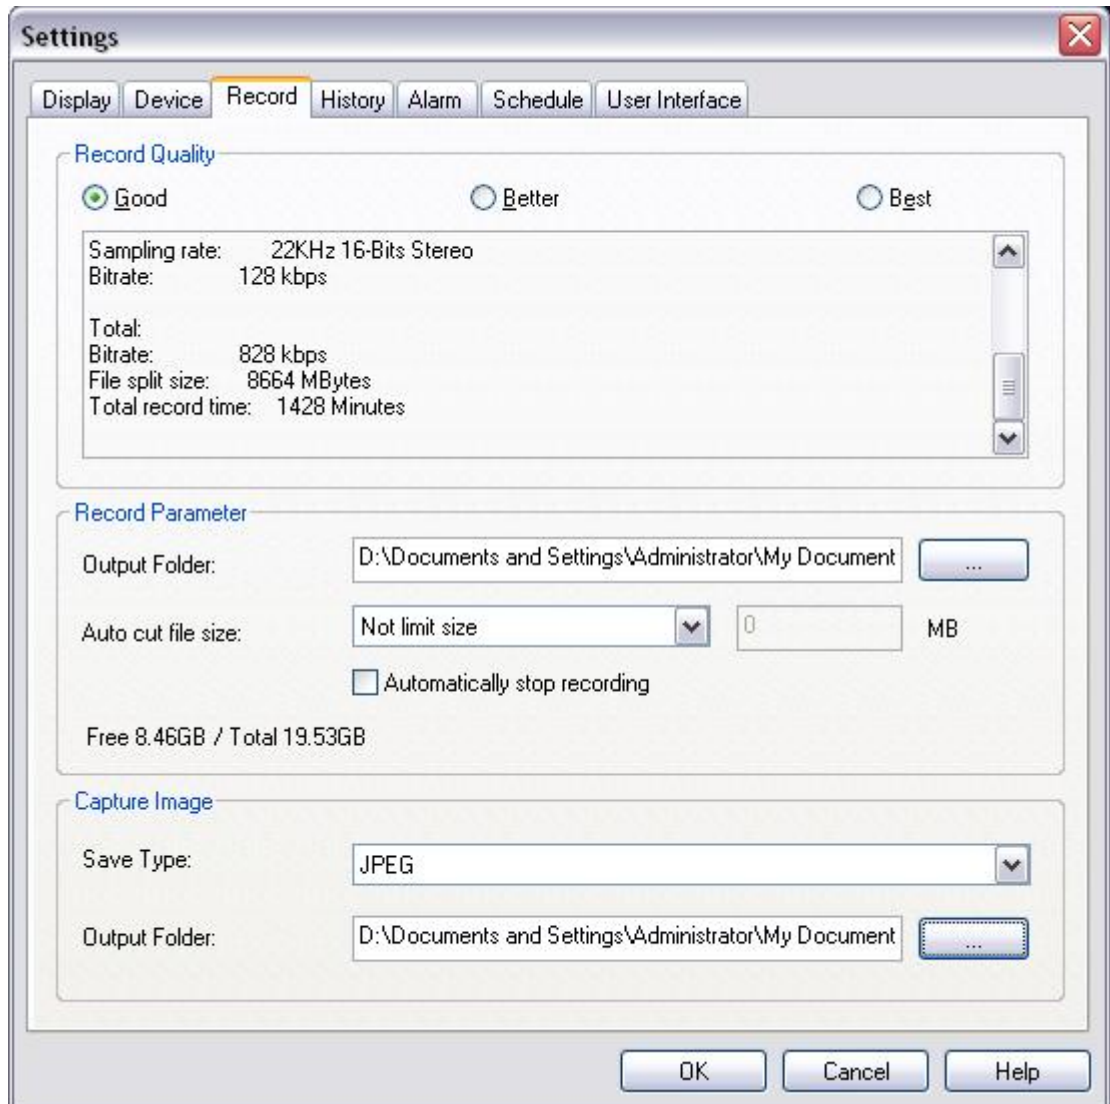 Settings
Display Device Record History Alarm Schedule User Interface
Record Quality
Good Better Best
Sampling rate: 22KHz 16-Bits Stereo
Bitrate: 128 kbps
Total:
Bitrate: 828 kbps
File split size: 8664 MBytes
Total record time: 1428 Minutes
Record Parameter
Output Folder: D:\Documents and Settings\Administrator\My Document ...
Auto cut file size: Not limit size 0 MB
Automatically stop recording
Free 8.46GB / Total 19.53GB
Capture Image
Save Type: JPEG
Output Folder: D:\Documents and Settings\Administrator\My Document ...
OK Cancel Help